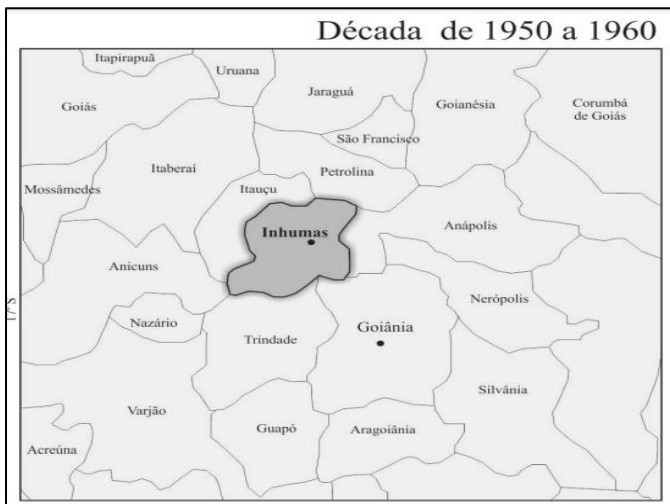 Década de 1950 a 1960
Itapirapuã
Uruana
Jaraguá
Goianésia
Corumbá
de Goiás
Goiás
São Francisco
Itaberaí
Petrolina
Mossâmedes
Itauçu
Inhumas
Anápolis
Anicuns
Nerópolis
Nazário
Trindade
Goiânia
Silvânia
Varjão
Guapó
Aragoiânia
Acreúna